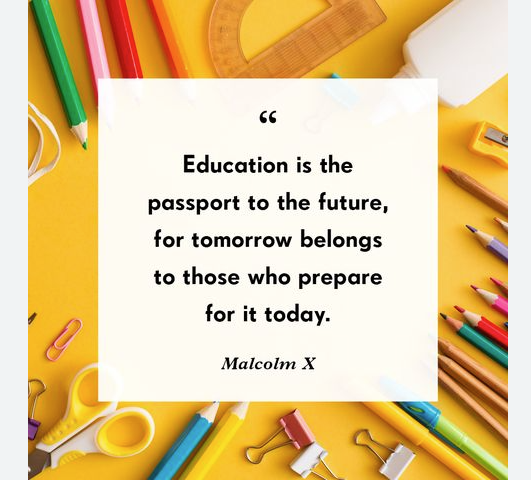 “
Education is the
passport to the future,
for tomorrow belongs
to those who prepare
for it today.
Malcolm X